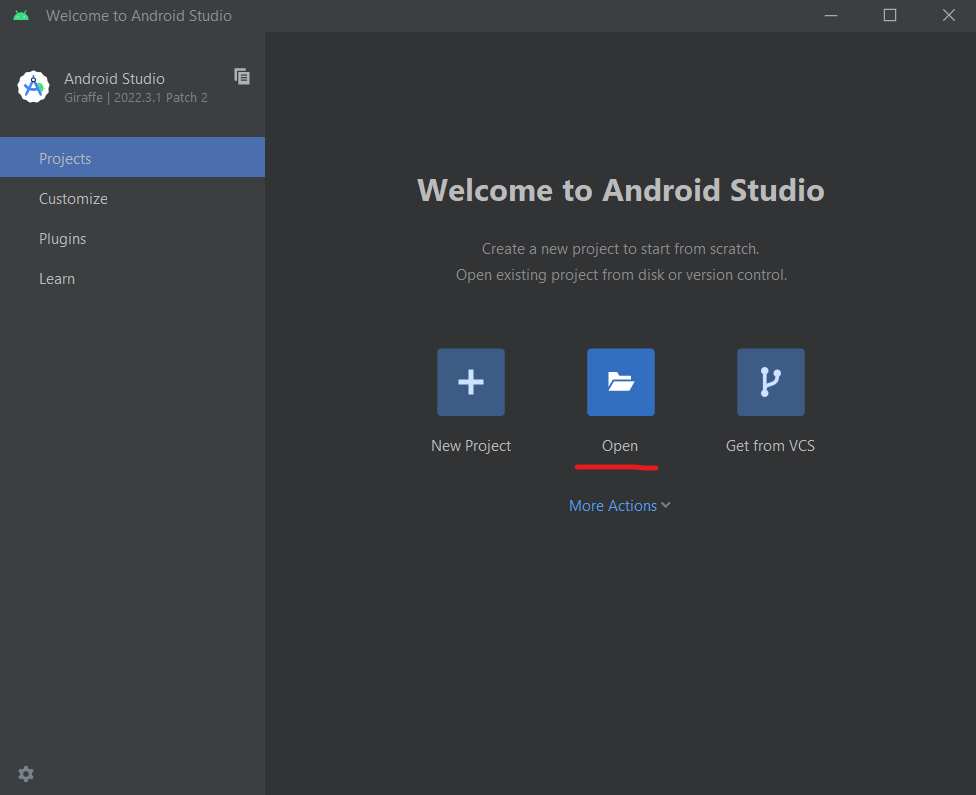 Welcome to Android Studio
Android Studio
Giraffe | 2022.3.1 Patch 2
Projects
Customize
Plugins
Learn
Welcome to Android Studio
Create a new project to start from scratch.
Open existing project from disk or version control.
New Project
Open
Get from VCS
More Actions